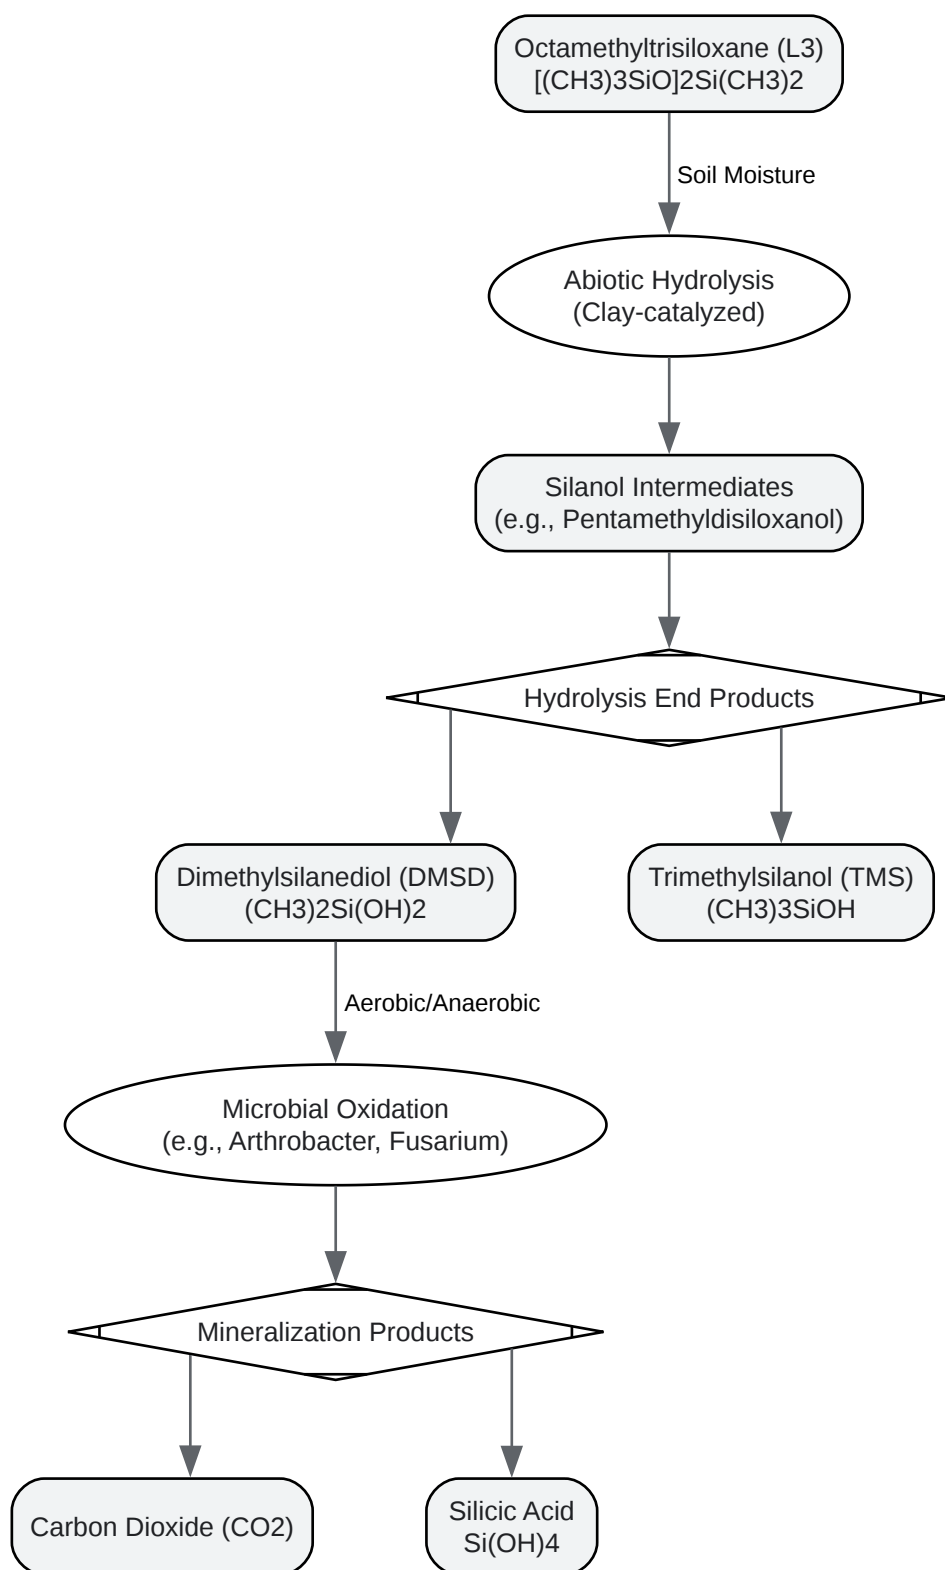 Octamethyltrisiloxane (L3)
[(CH3)3SiO]2Si(CH3)2
Soil Moisture
Abiotic Hydrolysis
(Clay-catalyzed)
Silanol Intermediates
(e.g., Pentamethyldisiloxanol)
Hydrolysis End Products
Dimethylsilanediol (DMSD)
(CH3)2Si(OH)2
Trimethylsilanol (TMS)
(CH3)3SiOH
Aerobic/Anaerobic
Microbial Oxidation
(e.g., Arthrobacter, Fusarium)
Mineralization Products
Carbon Dioxide (CO2)
Silicic Acid
Si(OH)4